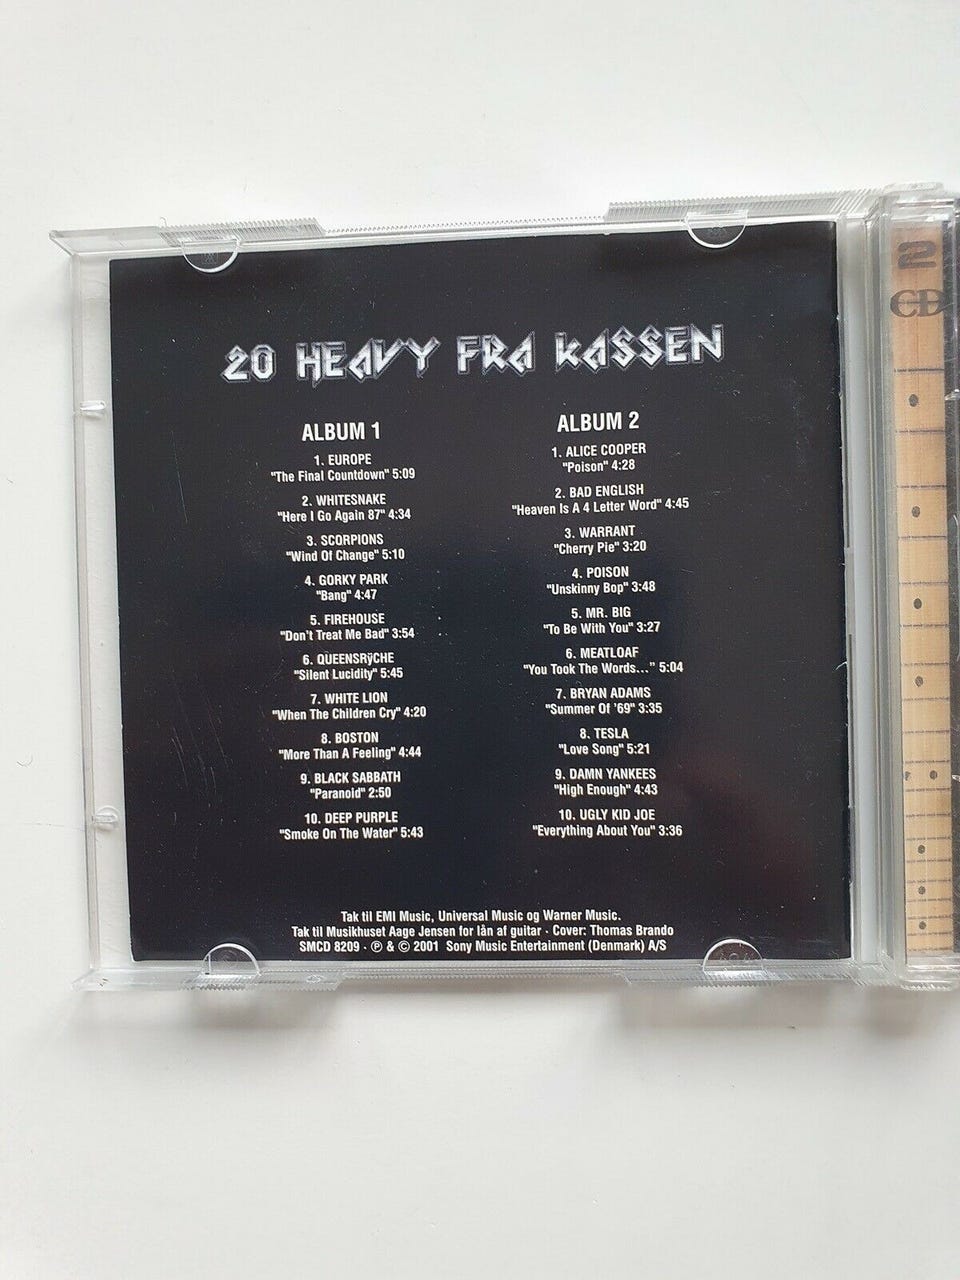 20 HEAVY FRA KASSEN
ALBUM 1
1. EUROPE
"The Final Countdown" 5:09
2. WHITESNAKE
"Here I Go Again 87" 4:34
3. SCORPIONS
"Wind Of Change" 5:10
4. GORKY PARK
"Bang" 4:47
5. FIREHOUSE
"Don't Treat Me Bad" 3:54
6. QUEENSRŸCHE
"Silent Lucidity" 5:45
7. WHITE LION
"When The Children Cry" 4:20
8. BOSTON
"More Than A Feeling" 4:44
9. BLACK SABBATH
"Paranoid" 2:50
10. DEEP PURPLE
"Smoke On The Water" 5:43
ALBUM 2
1. ALICE COOPER
"Poison" 4:28
2. BAD ENGLISH
"Heaven Is A 4 Letter Word" 4:45
3. WARRANT
"Cherry Pie" 3:20
4. POISON
"Unskinny Bop" 3:48
5. MR. BIG
"To Be With You" 3:27
6. MEATLOAF
"You Took The Words..." 5:04
7. BRYAN ADAMS
"Summer Of '69" 3:35
8. TESLA
"Love Song" 5:21
9. DAMN YANKEES
"High Enough" 4:43
10. UGLY KID JOE
"Everything About You" 3:36
Tak til EMI Music, Universal Music og Warner Music.
Tak til Musikhuset Aage Jensen for lån af guitar · Cover: Thomas Brando
SMCD 8209 · ℗ & © 2001 Sony Music Entertainment (Denmark) A/S
2
CD